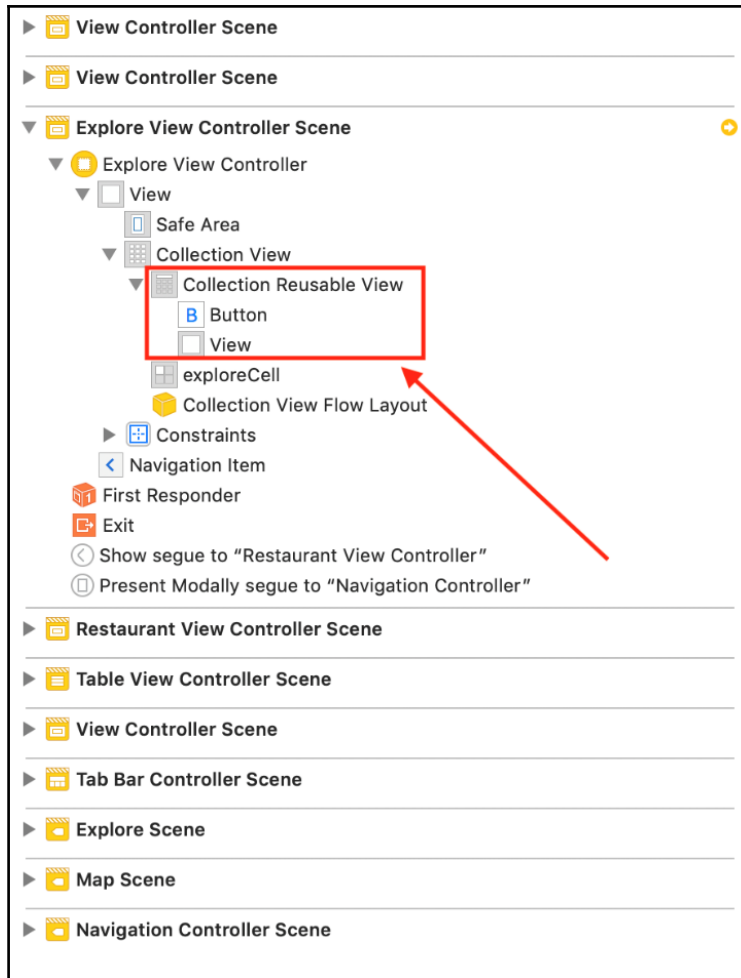 View Controller Scene
View Controller Scene
Explore View Controller Scene
Explore View Controller
View
Safe Area
Collection View
Collection Reusable View
B Button
View
exploreCell
Collection View Flow Layout
Constraints
Navigation Item
1 First Responder
Exit
Show segue to “Restaurant View Controller”
Present Modally segue to “Navigation Controller”
Restaurant View Controller Scene
Table View Controller Scene
View Controller Scene
Tab Bar Controller Scene
Explore Scene
Map Scene
Navigation Controller Scene